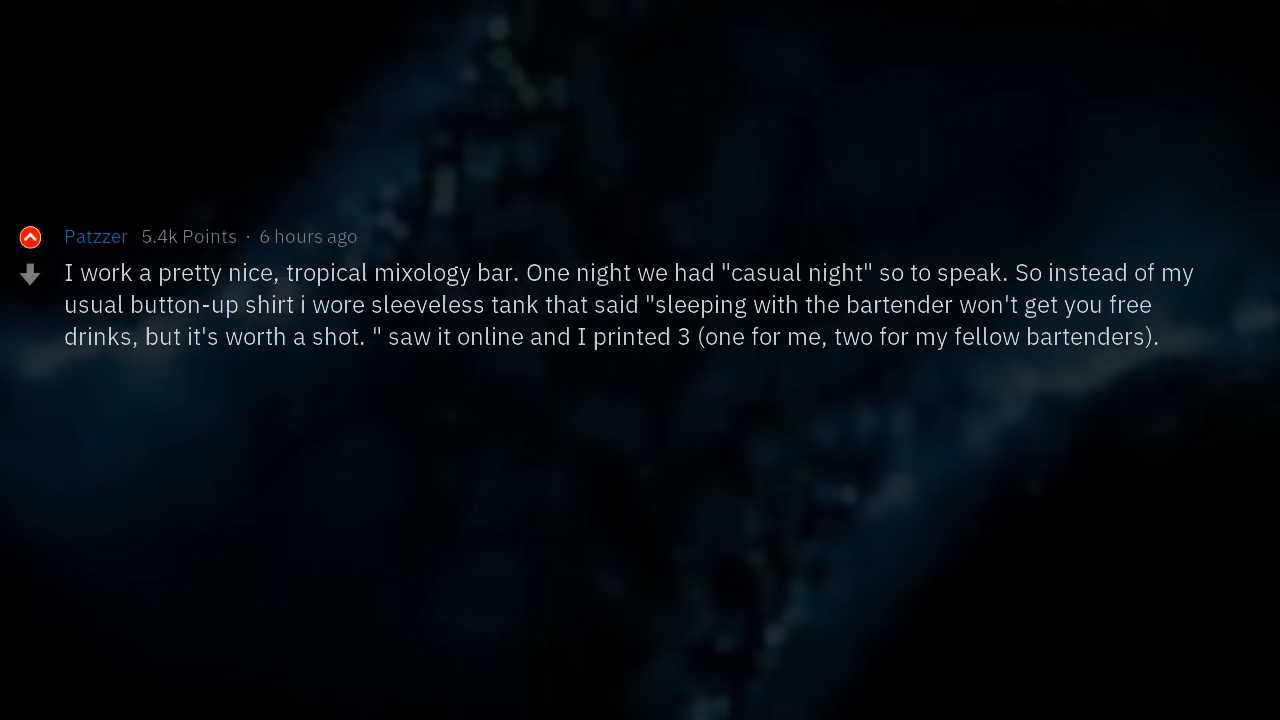 Patzzer 5.4k Points · 6 hours ago
I work a pretty nice, tropical mixology bar. One night we had "casual night" so to speak. So instead of my
usual button-up shirt i wore sleeveless tank that said "sleeping with the bartender won't get you free
drinks, but it's worth a shot. " saw it online and I printed 3 (one for me, two for my fellow bartenders).